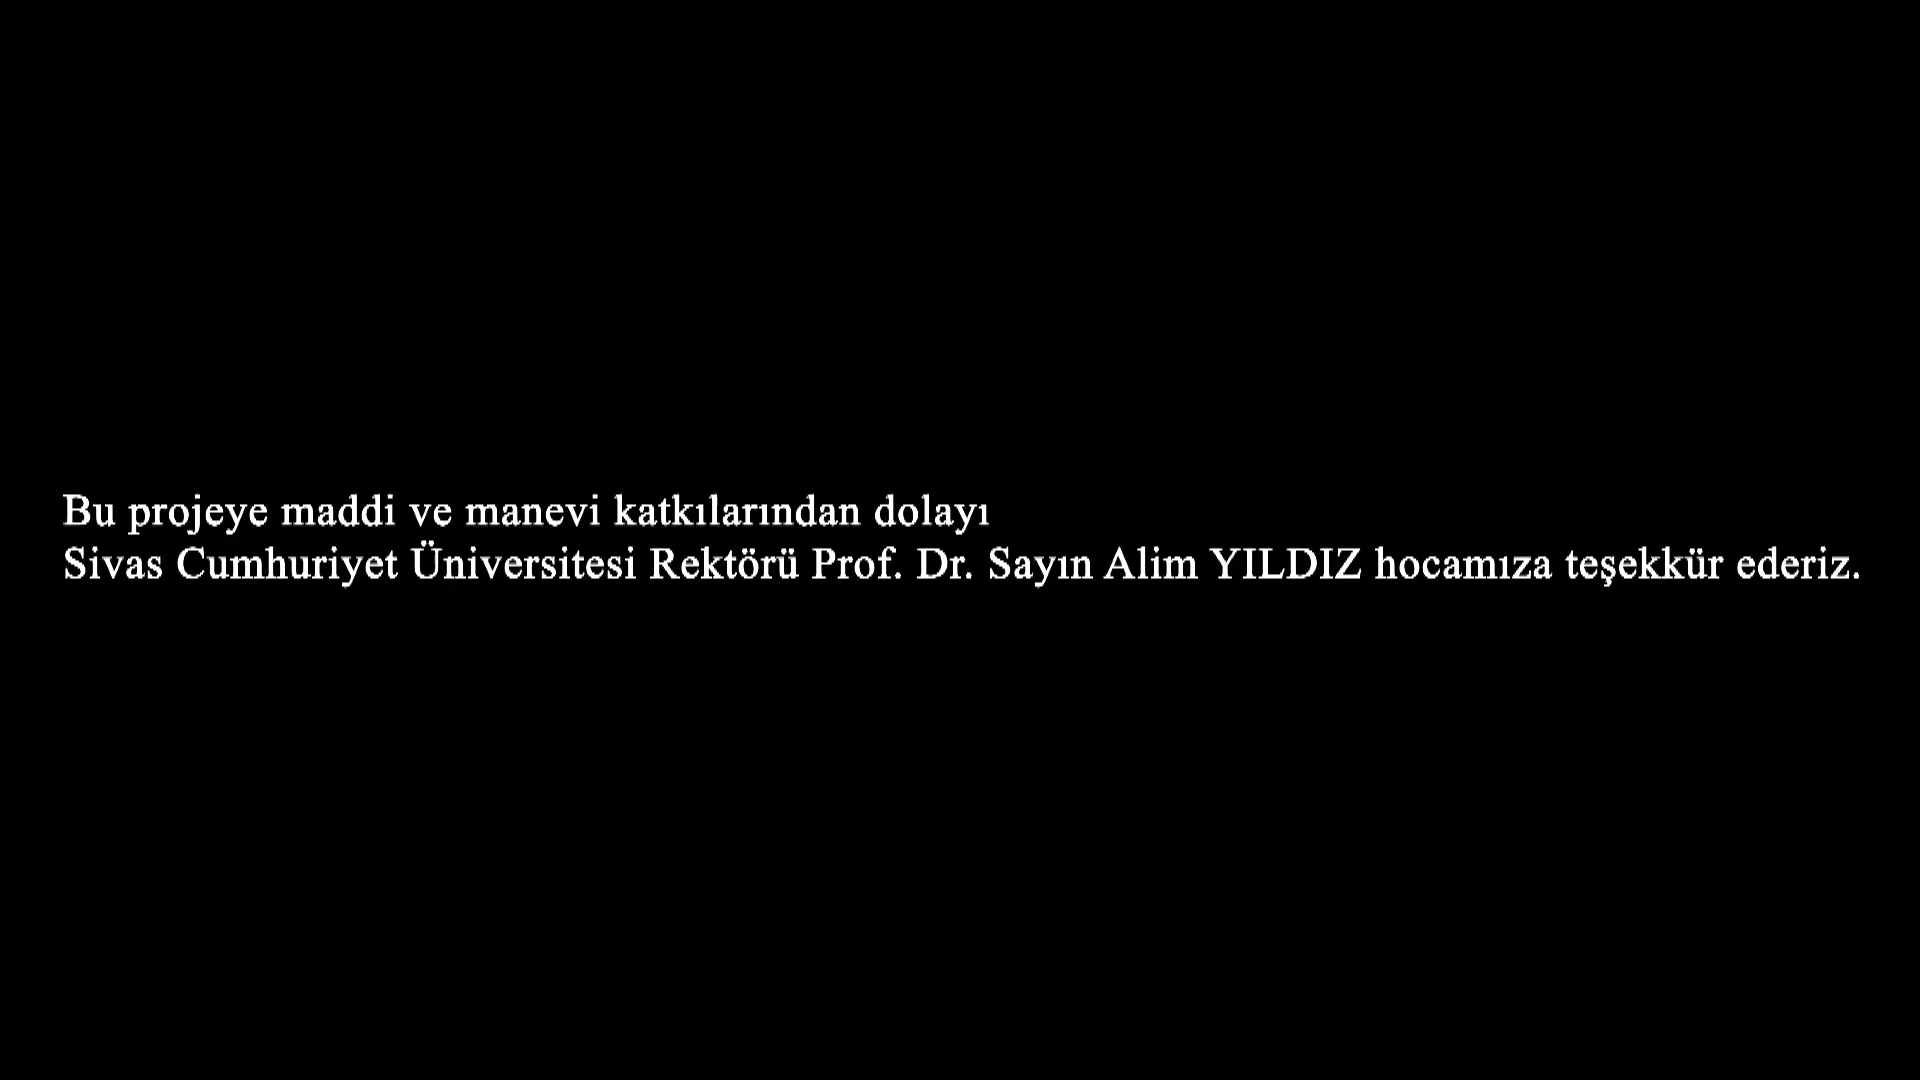 Bu projeye maddi ve manevi katkılarından dolayı
Sivas Cumhuriyet Üniversitesi Rektörü Prof. Dr. Sayın Alim YILDIZ hocamıza teşekkür ederiz.